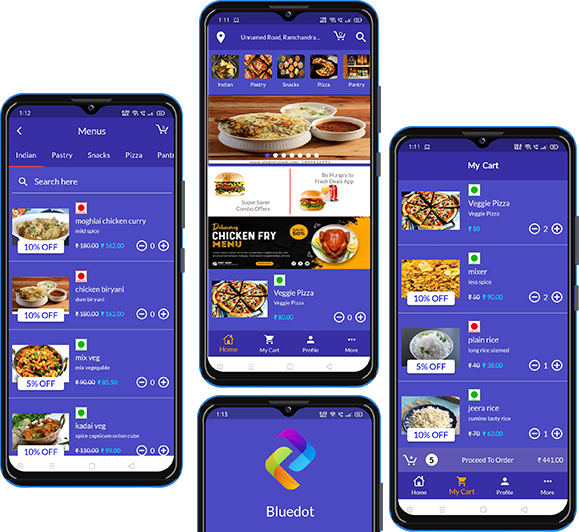 1:12
Menus
Indian Pastry Snacks Pizza Pant
Search here
moghlai chicken curry
mild spice
10% OFF
₹ 180.00 ₹ 162.00
0
chicken biryani
dum biryani
10% OFF
₹ 180.00 ₹ 162.00
0
mix veg
mix vegegable
5% OFF
₹ 90.00 ₹ 85.50
0
kadai veg
spice capsicum onion cube
10% OFF
₹ 110.00 ₹ 99.00
0
1:11
Unnamed Road, Ramchandra...
Indian Pastry Snacks Pizza Pantry
Super Saver
Combo Offers
Be Hungry to
Fresh Deals App
Delicious
CHICKEN FRY
MENU
SAVE
50%
Veggie Pizza
Veggie Pizza
₹ 80.00
0
Home My Cart Profile More
1:13
Bluedot
1:11
My Cart
Veggie Pizza
Veggie Pizza
₹ 80
2
mixer
less spice
10% OFF
₹ 50 ₹ 90.00
2
plain rice
long rice stemed
5% OFF
₹ 40 ₹ 38.00
1
jeera rice
cumine tasty rice
10% OFF
₹ 70 ₹ 63.00
1
5 Proceed To Order ₹441.00
Home My Cart Profile More